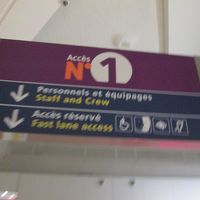 Accès
N°1
Personnels et équipages
Staff and Crew
Accès réservé
Fast lane access